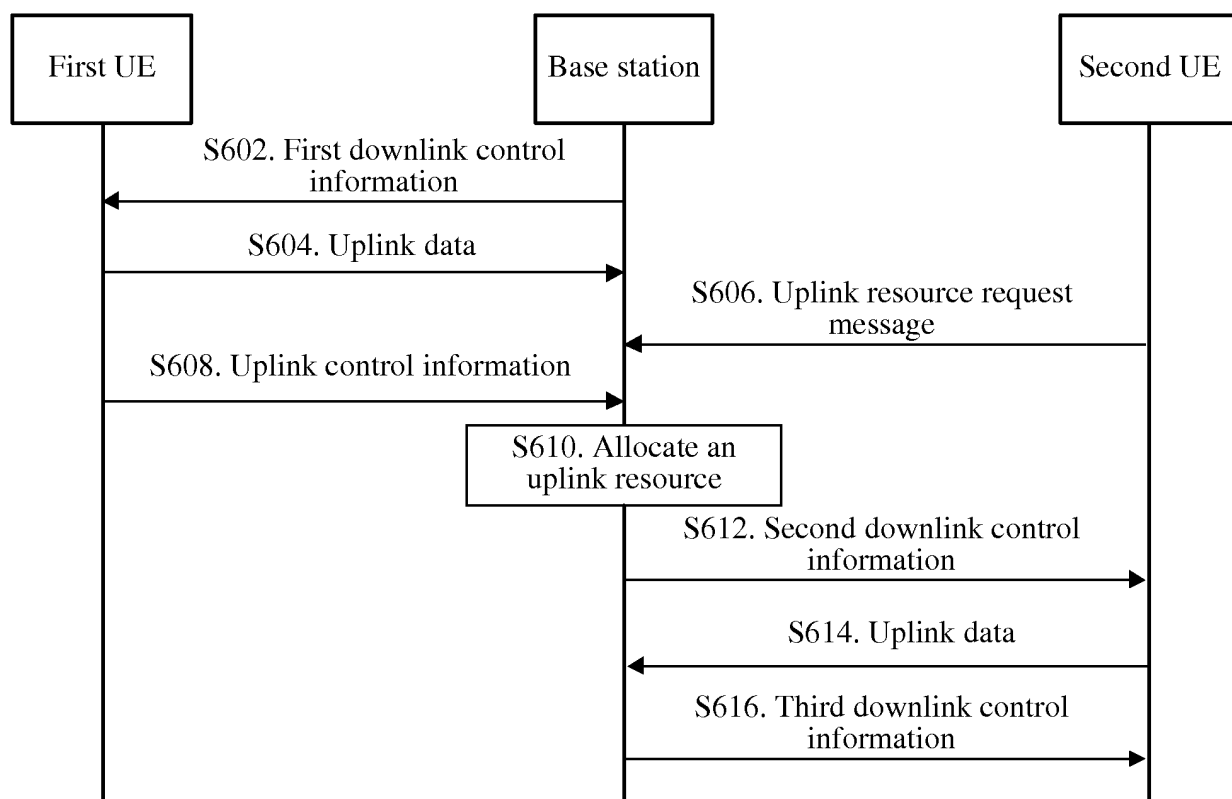 First UE
Base station
Second UE
S602. First downlink control
information
S604. Uplink data
S606. Uplink resource request
message
S608. Uplink control information
S610. Allocate an
uplink resource
S612. Second downlink control
information
S614. Uplink data
S616. Third downlink control
information